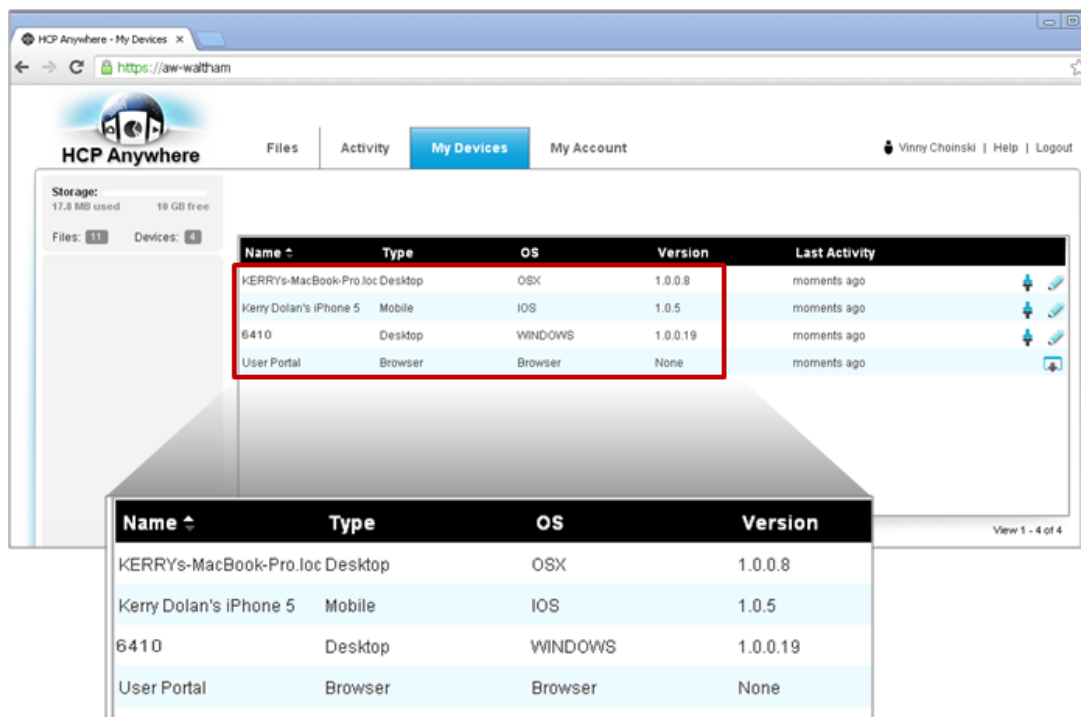 HCP Anywhere - My Devices ×
https://aw-waltham
HCP Anywhere
Files Activity My Devices My Account
Vinny Choinski | Help | Logout
Storage:
17.8 MB used 10 GB free
Files: 11 Devices: 4
Name Type OS Version Last Activity
KERRYs-MacBook-Pro.loc Desktop OSX 1.0.0.8 moments ago
Kerry Dolan's iPhone 5 Mobile IOS 1.0.5 moments ago
6410 Desktop WINDOWS 1.0.0.19 moments ago
User Portal Browser Browser None moments ago
View 1 - 4 of 4
Name Type OS Version
KERRYs-MacBook-Pro.loc Desktop OSX 1.0.0.8
Kerry Dolan's iPhone 5 Mobile IOS 1.0.5
6410 Desktop WINDOWS 1.0.0.19
User Portal Browser Browser None